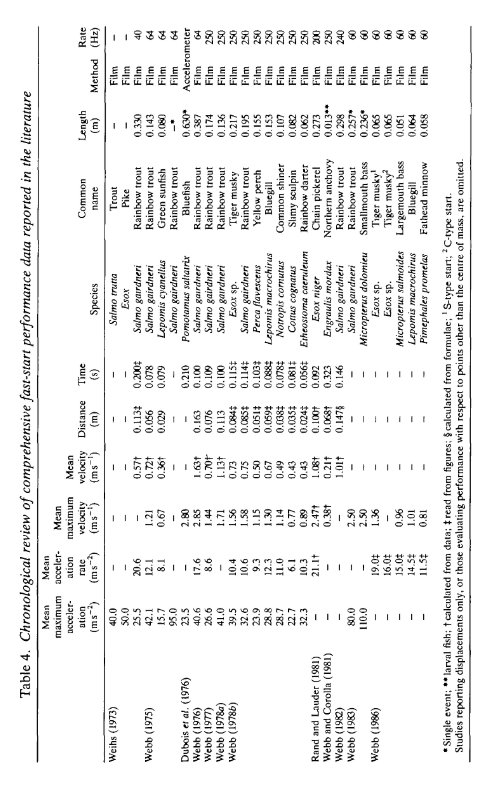 Table 4. Chronological review of comprehensive fast-start performance data reported in the literature
Mean maximum acceleration (m s⁻²) Mean acceleration rate (m s⁻²) Mean maximum velocity (m s⁻¹) Mean velocity (m s⁻¹) Distance (m) Time (s) Species Common name Length (m) Method Rate (Hz)
Weihs (1973) 40.0 – – – – – Salmo trutta Trout – Film –
50.0 – – – – – Esox Pike – Film –
25.5 20.6 – 0.57† 0.113‡ 0.200‡ Salmo gairdneri Rainbow trout 0.330 Film 40
Webb (1975) 42.1 12.1 1.21 0.72† 0.056 0.078 Salmo gairdneri Rainbow trout 0.143 Film 64
15.7 8.1 0.67 0.36† 0.029 0.079 Lepomis cyanellus Green sunfish 0.080 Film 64
95.0 – – – – – Salmo gairdneri Rainbow trout –* Film 64
Dubois et al. (1976) 23.5 – 2.80 – – 0.210 Pomatomus saltatrix Bluefish 0.630* Accelerometer –
Webb (1976) 40.6 17.6 2.85 1.63† 0.163 0.100 Salmo gairdneri Rainbow trout 0.387 Film 64
Webb (1977) 26.6 8.6 1.44 0.70† 0.076 0.109 Salmo gairdneri Rainbow trout 0.174 Film 250
Webb (1978a) 41.0 – 1.71 1.13† 0.113 0.100 Salmo gairdneri Rainbow trout 0.136 Film 250
Webb (1978b) 39.5 10.4 1.56 0.73 0.084‡ 0.115‡ Esox sp. Tiger musky 0.217 Film 250
32.6 10.6 1.58 0.75 0.085‡ 0.114‡ Salmo gairdneri Rainbow trout 0.195 Film 250
23.9 9.3 1.15 0.50 0.051‡ 0.103‡ Perca flavescens Yellow perch 0.155 Film 250
28.8 12.3 1.30 0.67 0.059‡ 0.088‡ Lepomis macrochirus Bluegill 0.153 Film 250
28.7 11.0 1.14 0.49 0.038‡ 0.078‡ Notropis cornutus Common shiner 0.107 Film 250
22.7 6.1 0.77 0.43 0.035‡ 0.081‡ Cottus cognatus Slimy sculpin 0.082 Film 250
32.3 10.3 0.89 0.43 0.024‡ 0.056‡ Etheostoma caeruleum Rainbow darter 0.062 Film 250
Rand and Lauder (1981) – 21.1† 2.47† 1.08† 0.100† 0.092 Esox niger Chain pickerel 0.273 Film 200
Webb and Corolla (1981) – – 0.38† 0.21† 0.068† 0.323 Engraulis mordax Northern anchovy 0.013** Film 250
Webb (1982) – – – 1.01† 0.147§ 0.146 Salmo gairdneri Rainbow trout 0.298 Film 240
Webb (1983) 80.0 – 2.50 – – – Salmo gairdneri Rainbow trout 0.257* Film 60
110.0 – 2.50 – – – Micropterus dolomieu Smallmouth bass 0.236* Film 60
Webb (1986) – 19.0‡ 1.36 – – – Esox sp. Tiger musky¹ 0.065 Film 60
– 16.0‡ – – – – Esox sp. Tiger musky² 0.065 Film 60
– 15.0‡ 0.96 – – – Micropterus salmoides Largemouth bass 0.051 Film 60
– 14.5‡ 1.01 – – – Lepomis macrochirus Bluegill 0.064 Film 60
– 11.5‡ 0.81 – – – Pimephales promelas Fathead minnow 0.058 Film 60
* Single event; ** larval fish; † calculated from data; ‡ read from figures; § calculated from formulae; ¹ S-type start; ² C-type start.
Studies reporting displacements only, or those evaluating performance with respect to points other than the centre of mass, are omitted.